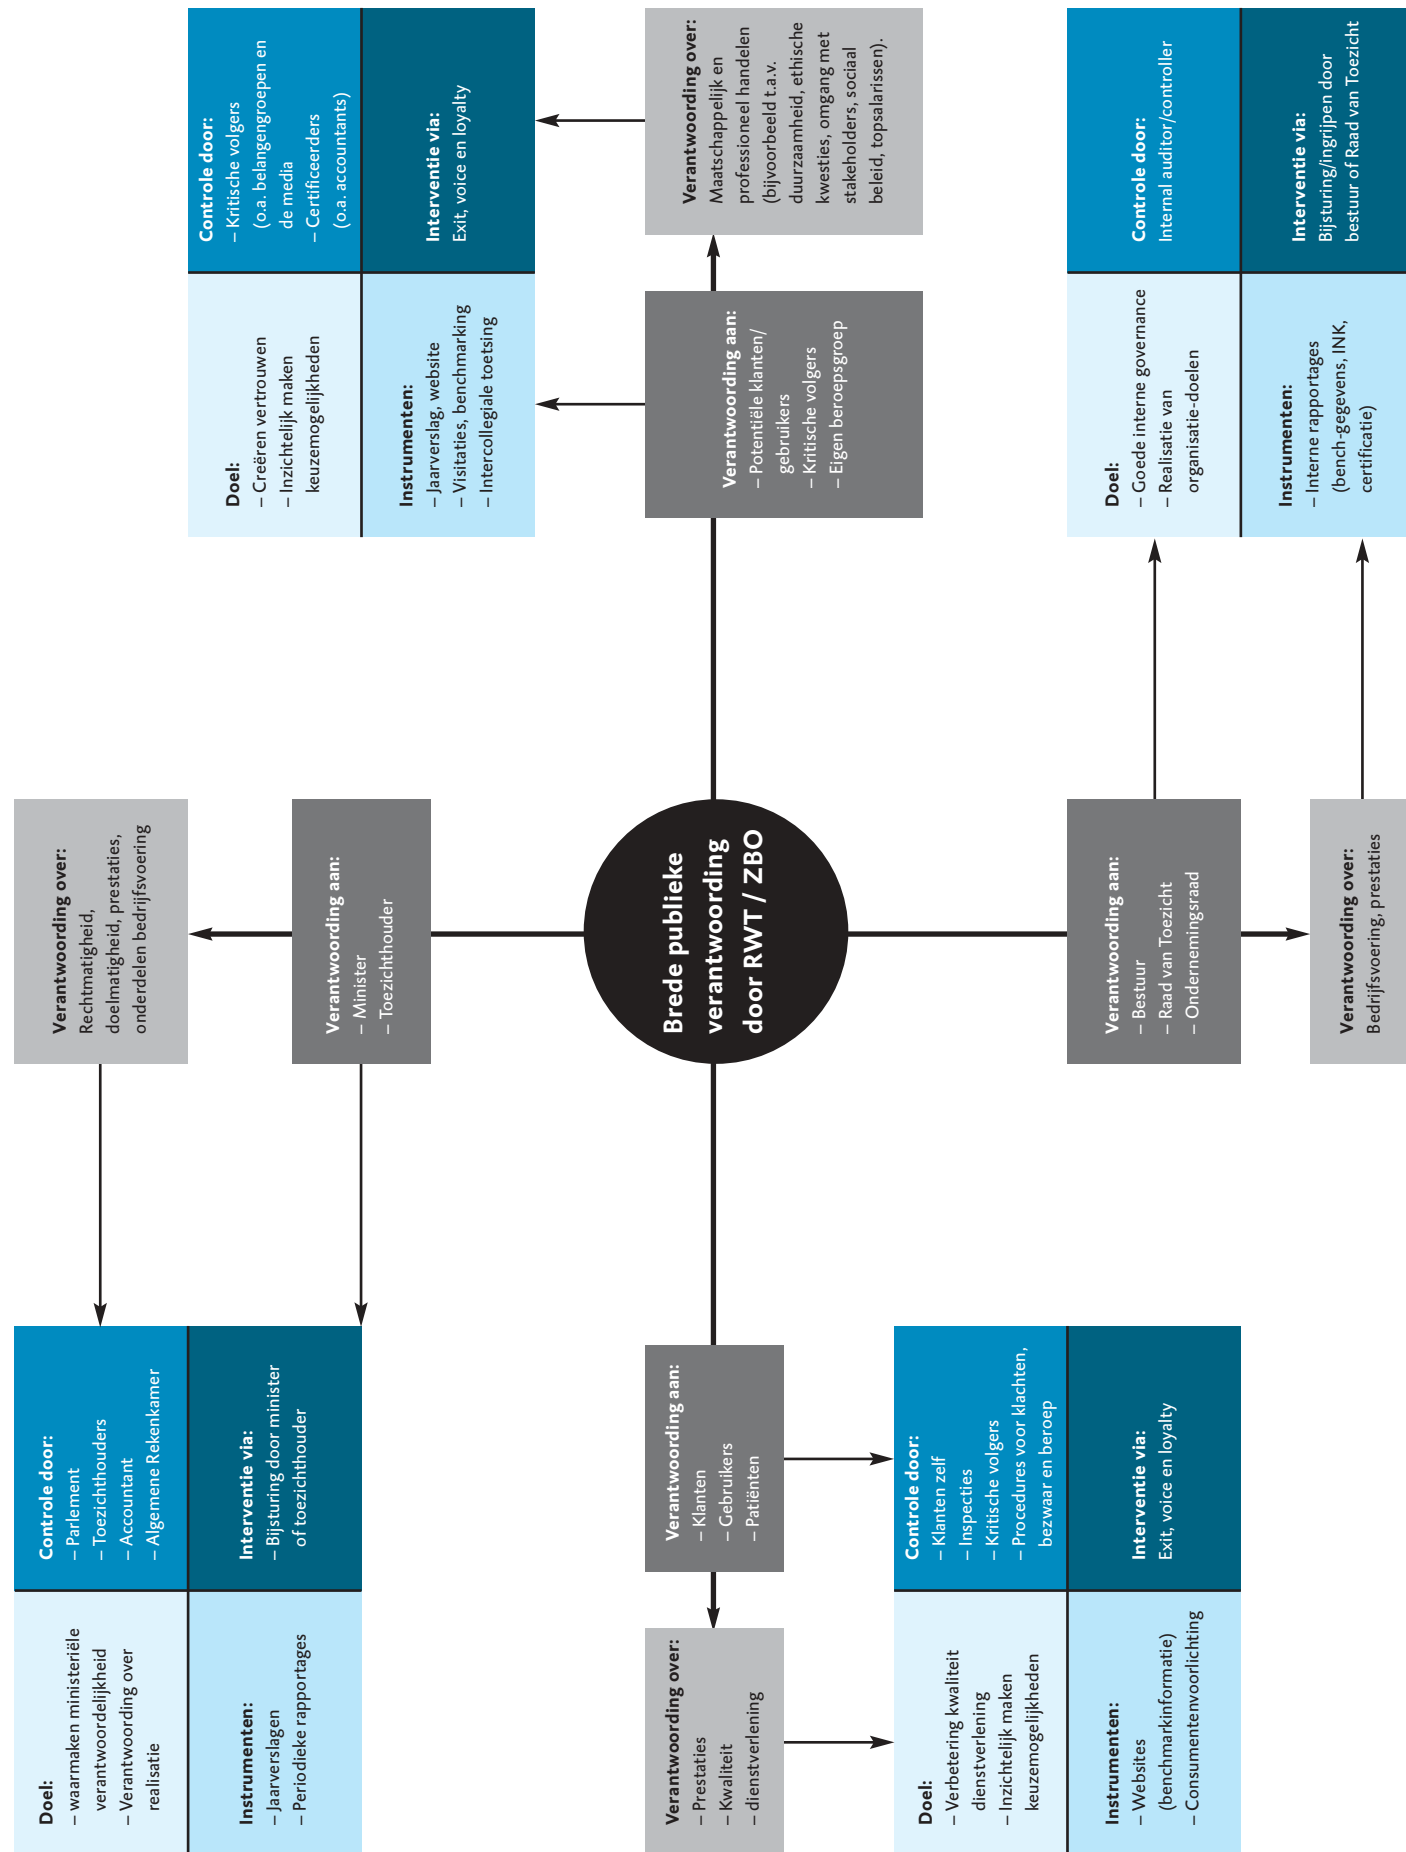 Doel:
– waarmaken ministeriële
verantwoordelijkheid
– Verantwoording over
realisatie
Controle door:
– Parlement
– Toezichthouders
– Accountant
– Algemene Rekenkamer
Instrumenten:
– Jaarverslagen
– Periodieke rapportages
Interventie via:
– Bijsturing door minister
of toezichthouder
Verantwoording over:
Rechtmatigheid,
doelmatigheid, prestaties,
onderdelen bedrijfsvoering
Verantwoording aan:
– Minister
– Toezichthouder
Doel:
– Creëren vertrouwen
– Inzichtelijk maken
keuzemogelijkheden
Controle door:
– Kritische volgers
(o.a. belangengroepen en
de media
– Certificeerders
(o.a. accountants)
Instrumenten:
– Jaarverslag, website
– Visitaties, benchmarking
– Intercollegiale toetsing
Interventie via:
Exit, voice en loyalty
Verantwoording over:
– Prestaties
– Kwaliteit
– dienstverlening
Verantwoording aan:
– Klanten
– Gebruikers
– Patiënten
Brede publieke
verantwoording
door RWT / ZBO
Verantwoording aan:
– Potentiële klanten/
gebruikers
– Kritische volgers
– Eigen beroepsgroep
Verantwoording over:
Maatschappelijk en
professioneel handelen
(bijvoorbeeld t.a.v.
duurzaamheid, ethische
kwesties, omgang met
stakeholders, sociaal
beleid, topsalarissen).
Doel:
– Verbetering kwaliteit
dienstverlening
– Inzichtelijk maken
keuzemogelijkheden
Controle door:
– Klanten zelf
– Inspecties
– Kritische volgers
– Procedures voor klachten,
bezwaar en beroep
Instrumenten:
– Websites
(benchmarkinformatie)
– Consumentenvoorlichting
Interventie via:
Exit, voice en loyalty
Verantwoording aan:
– Bestuur
– Raad van Toezicht
– Ondernemingsraad
Verantwoording over:
Bedrijfsvoering, prestaties
Doel:
– Goede interne governance
– Realisatie van
organisatie-doelen
Controle door:
Internal auditor/controller
Instrumenten:
– Interne rapportages
(bench-gegevens, INK,
certificatie)
Interventie via:
Bijsturing/ingrijpen door
bestuur of Raad van Toezicht